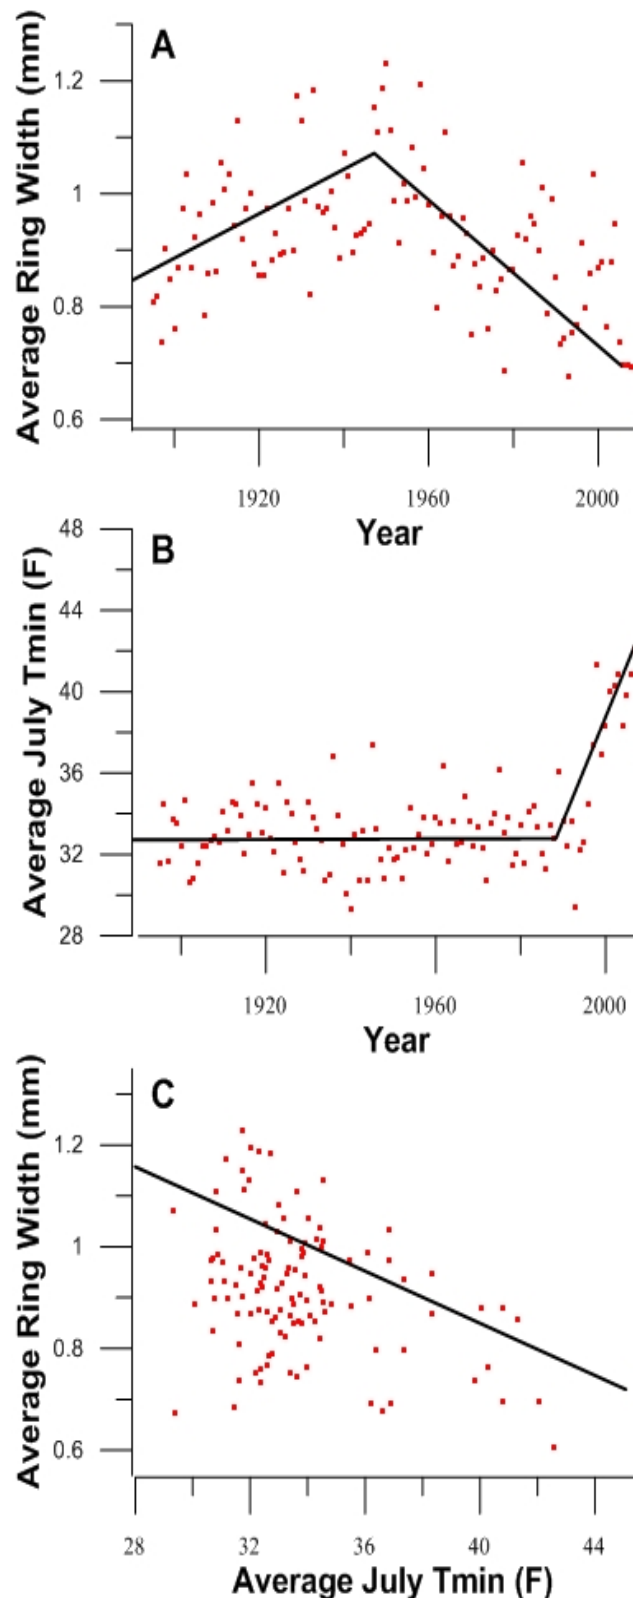 A
Average Ring Width (mm)
1.2
1
0.8
0.6
1920 1960 2000
Year
B
Average July Tmin (F)
48
44
40
36
32
28
1920 1960 2000
Year
C
Average Ring Width (mm)
1.2
1
0.8
0.6
28 32 36 40 44
Average July Tmin (F)